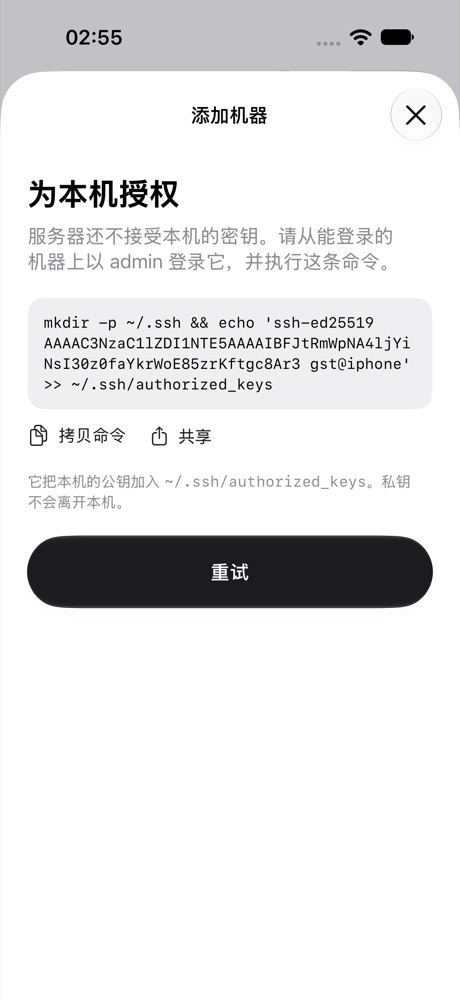 02:55
添加机器
为本机授权
服务器还不接受本机的密钥。请从能登录的
机器上以 admin 登录它，并执行这条命令。
mkdir -p ~/.ssh && echo 'ssh-ed25519
AAAAC3NzaC1lZDI1NTE5AAAAIBFJtRmWpNA4ljYi
NsI30z0faYkrWoE85zrKftgc8Ar3 gst@iphone'
>> ~/.ssh/authorized_keys
拷贝命令 共享
它把本机的公钥加入 ~/.ssh/authorized_keys。私钥
不会离开本机。
重试